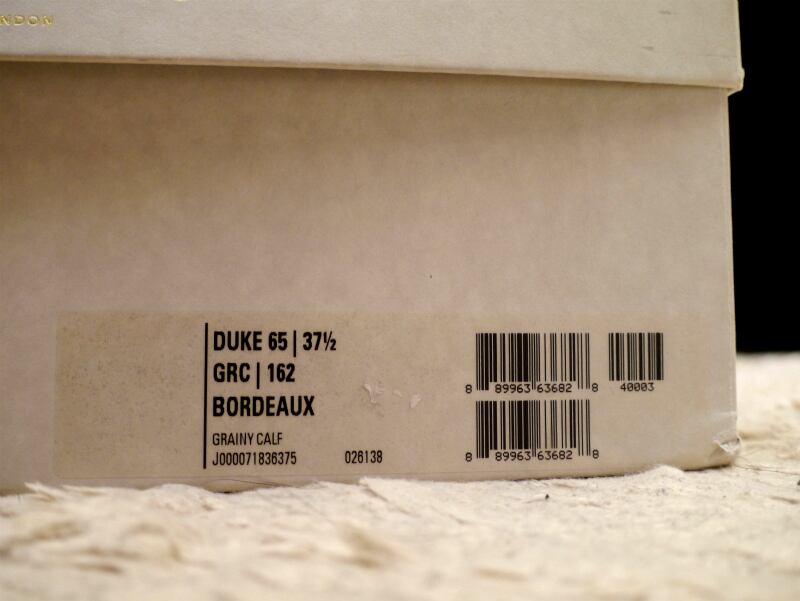 NDON
DUKE 65 | 37½
GRC | 162
BORDEAUX
GRAINY CALF
J000071836375 026138
8 89963 63682 8 40003
8 89963 63682 8